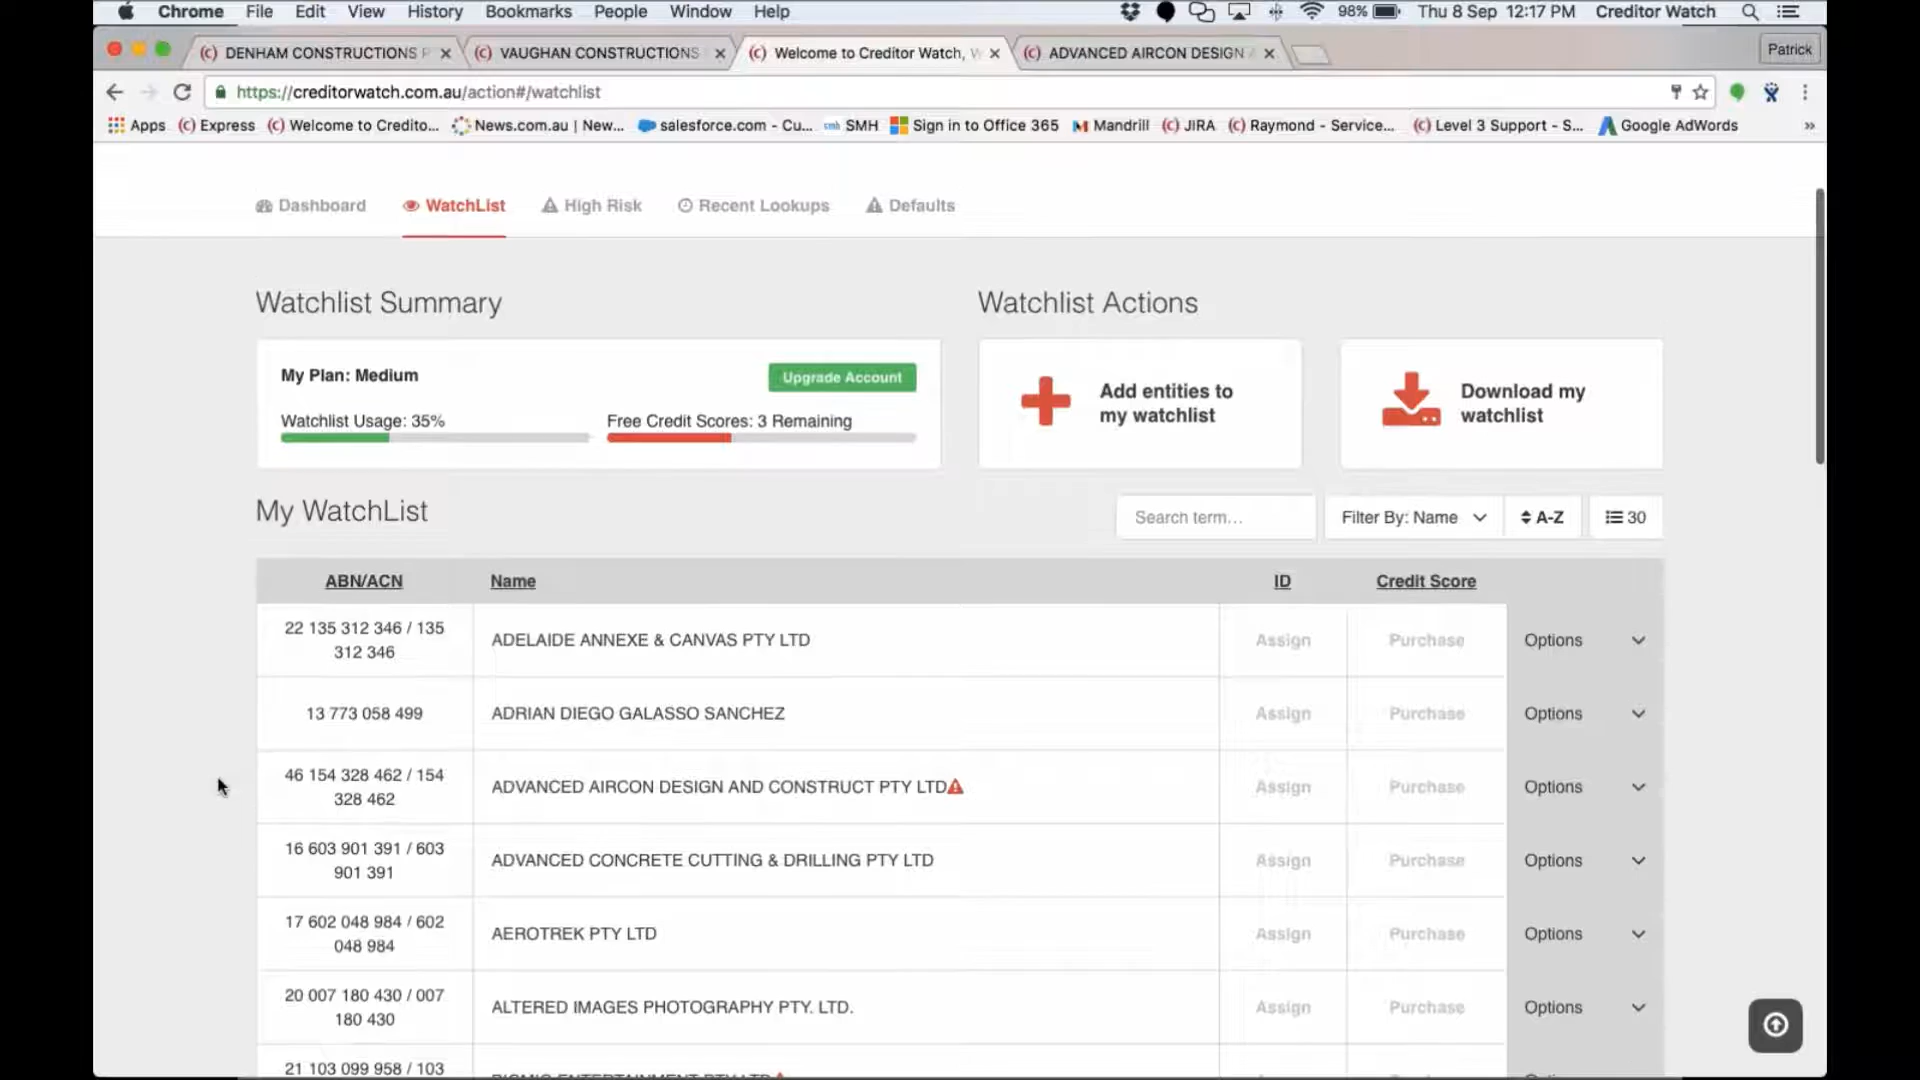 Chrome File Edit View History Bookmarks People Window Help 98% Thu 8 Sep 12:17 PM Creditor Watch
DENHAM CONSTRUCTIONS P VAUGHAN CONSTRUCTIONS Welcome to Creditor Watch, W ADVANCED AIRCON DESIGN A Patrick
https://creditorwatch.com.au/action#/watchlist
Apps Express Welcome to Credito... News.com.au | New... salesforce.com - Cu... SMH Sign in to Office 365 Mandrill JIRA Raymond - Service... Level 3 Support - S... Google AdWords »
Dashboard WatchList High Risk Recent Lookups Defaults
Watchlist Summary
Watchlist Actions
My Plan: Medium
Upgrade Account
Watchlist Usage: 35%
Free Credit Scores: 3 Remaining
Add entities to
my watchlist
Download my
watchlist
My WatchList
Search term...
Filter By: Name
A-Z
30
ABN/ACN Name ID Credit Score
22 135 312 346 / 135
312 346
ADELAIDE ANNEXE & CANVAS PTY LTD Assign Purchase Options
13 773 058 499 ADRIAN DIEGO GALASSO SANCHEZ Assign Purchase Options
46 154 328 462 / 154
328 462
ADVANCED AIRCON DESIGN AND CONSTRUCT PTY LTD Assign Purchase Options
16 603 901 391 / 603
901 391
ADVANCED CONCRETE CUTTING & DRILLING PTY LTD Assign Purchase Options
17 602 048 984 / 602
048 984
AEROTREK PTY LTD Assign Purchase Options
20 007 180 430 / 007
180 430
ALTERED IMAGES PHOTOGRAPHY PTY. LTD. Assign Purchase Options
21 103 099 958 / 103